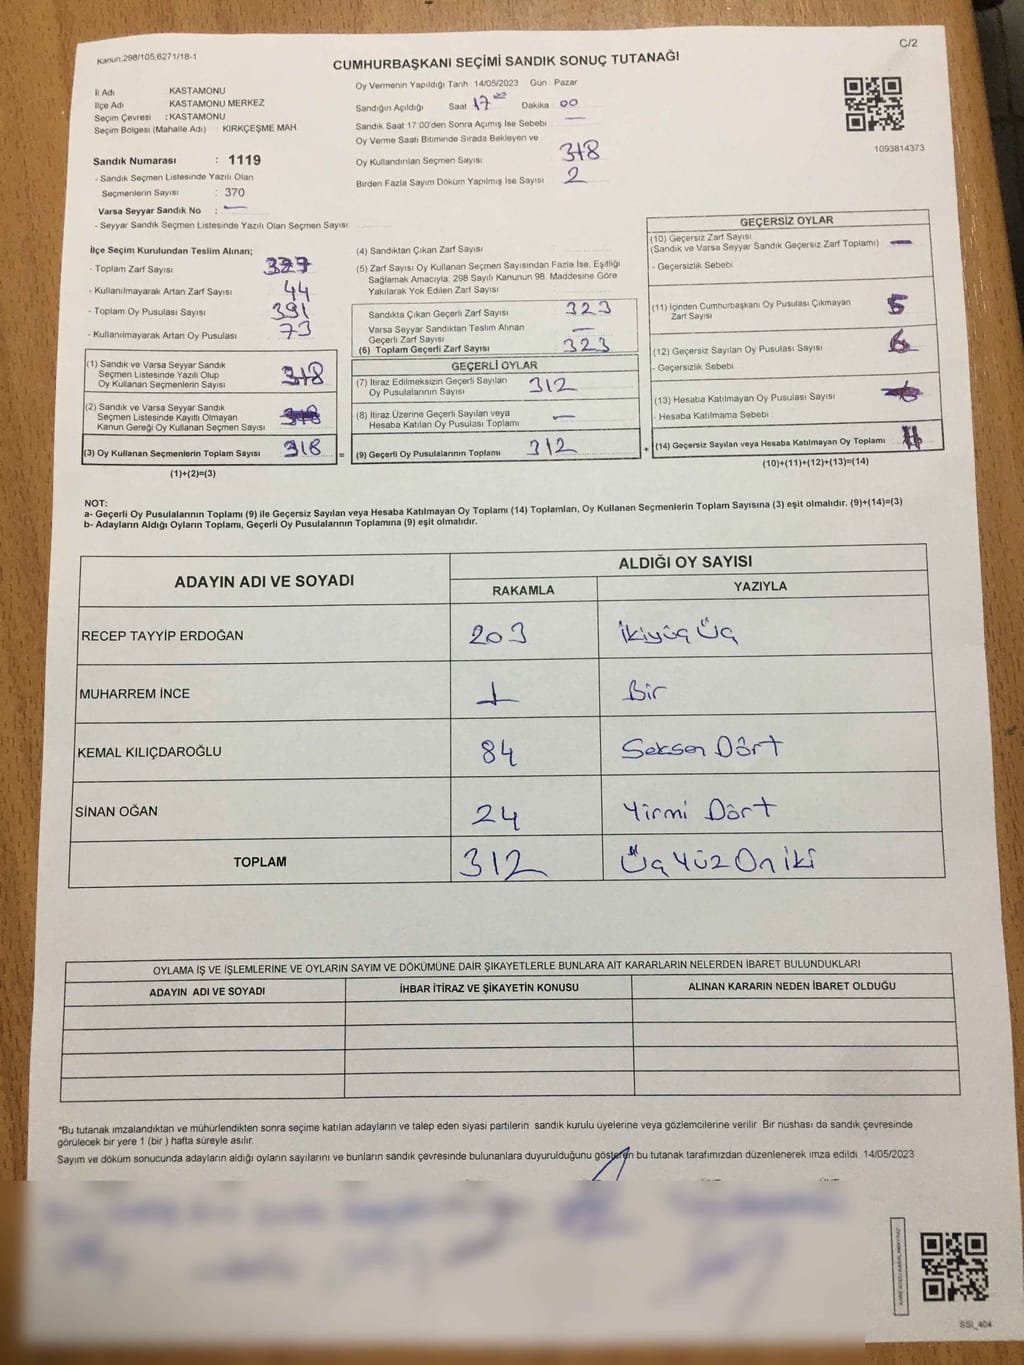 Kanun;298/105,6271/18-1
C/2
CUMHURBAŞKANI SEÇİMİ SANDIK SONUÇ TUTANAĞI
İl Adı KASTAMONU
İlçe Adı KASTAMONU MERKEZ
Seçim Çevresi : KASTAMONU
Seçim Bölgesi (Mahalle Adı) : KIRKÇEŞME MAH
Sandık Numarası : 1119
- Sandık Seçmen Listesinde Yazılı Olan
Seçmenlerin Sayısı : 370
Varsa Seyyar Sandık No : —
- Seyyar Sandık Seçmen Listesinde Yazılı Olan Seçmen Sayısı:
Oy Vermenin Yapıldığı Tarih 14/05/2023 Gün Pazar
Sandığın Açıldığı Saat 17 Dakika 00
Sandık Saat 17:00'den Sonra Açımış İse Sebebi —
Oy Verme Saati Bitiminde Sırada Bekleyen ve
Oy Kullandırılan Seçmen Sayısı 318
Birden Fazla Sayım Döküm Yapılmış İse Sayısı 2
1093814373
İlçe Seçim Kurulundan Teslim Alınan;
- Toplam Zarf Sayısı
- Kullanılmayarak Artan Zarf Sayısı 44
- Toplam Oy Pusulası Sayısı 391
- Kullanılmayarak Artan Oy Pusulası 73
(1) Sandık ve Varsa Seyyar Sandık
Seçmen Listesinde Yazılı Olup
Oy Kullanan Seçmenlerin Sayısı 318
(2) Sandık ve Varsa Seyyar Sandık
Seçmen Listesinde Kayıtlı Olmayan
Kanun Gereği Oy Kullanan Seçmen Sayısı
(3) Oy Kullanan Seçmenlerin Toplam Sayısı 318 =
(1)+(2)=(3)
(4) Sandıktan Çıkan Zarf Sayısı
(5) Zarf Sayısı Oy Kullanan Seçmen Sayısından Fazla İse, Eşitliği
Sağlamak Amacıyla, 298 Sayılı Kanunun 98. Maddesine Göre
Yakılarak Yok Edilen Zarf Sayısı
Sandıkta Çıkan Geçerli Zarf Sayısı 323
Varsa Seyyar Sandıktan Teslim Alınan
Geçerli Zarf Sayısı —
(6) Toplam Geçerli Zarf Sayısı 323
GEÇERLİ OYLAR
(7) İtiraz Edilmeksizin Geçerli Sayılan
Oy Pusulalarının Sayısı 312
(8) İtiraz Üzerine Geçerli Sayılan veya
Hesaba Katılan Oy Pusulası Toplamı —
(9) Geçerli Oy Pusulalarının Toplamı 312 +
GEÇERSİZ OYLAR
(10) Geçersiz Zarf Sayısı
(Sandık ve Varsa Seyyar Sandık Geçersiz Zarf Toplamı) —
- Geçersizlik Sebebi
(11) İçinden Cumhurbaşkanı Oy Pusulası Çıkmayan
Zarf Sayısı 5
(12) Geçersiz Sayılan Oy Pusulası Sayısı 6
- Geçersizlik Sebebi
(13) Hesaba Katılmayan Oy Pusulası Sayısı
- Hesaba Katılmama Sebebi
(14) Geçersiz Sayılan veya Hesaba Katılmayan Oy Toplamı
(10)+(11)+(12)+(13)=(14)
NOT:
a- Geçerli Oy Pusulalarının Toplamı (9) ile Geçersiz Sayılan veya Hesaba Katılmayan Oy Toplamı (14) Toplamları, Oy Kullanan Seçmenlerin Toplam Sayısına (3) eşit olmalıdır. (9)+(14)=(3)
b- Adayların Aldığı Oyların Toplamı, Geçerli Oy Pusulalarının Toplamına (9) eşit olmalıdır.
ADAYIN ADI VE SOYADI
ALDIĞI OY SAYISI
RAKAMLA YAZIYLA
RECEP TAYYİP ERDOĞAN 203 İkiyüç Üç
MUHARREM İNCE 1 Bir
KEMAL KILIÇDAROĞLU 84 Seksen Dört
SİNAN OĞAN 24 Yirmi Dört
TOPLAM 312 Üç Yüz On iki
OYLAMA İŞ VE İŞLEMLERİNE VE OYLARIN SAYIM VE DÖKÜMÜNE DAİR ŞİKAYETLERLE BUNLARA AİT KARARLARIN NELERDEN İBARET BULUNDUKLARI
ADAYIN ADI VE SOYADI İHBAR İTİRAZ VE ŞİKAYETİN KONUSU ALINAN KARARIN NEDEN İBARET OLDUĞU
*Bu tutanak imzalandıktan ve mühürlendikten sonra seçime katılan adayların ve talep eden siyasi partilerin sandık kurulu üyelerine veya gözlemcilerine verilir. Bir nüshası da sandık çevresinde
görülecek bir yere 1 (bir ) hafta süreyle asılır.
Sayım ve döküm sonucunda adayların aldığı oyların sayılarını ve bunların sandık çevresinde bulunanlara duyurulduğunu gösteren bu tutanak tarafımızdan düzenlenerek imza edildi 14/05/2023
SSI_404